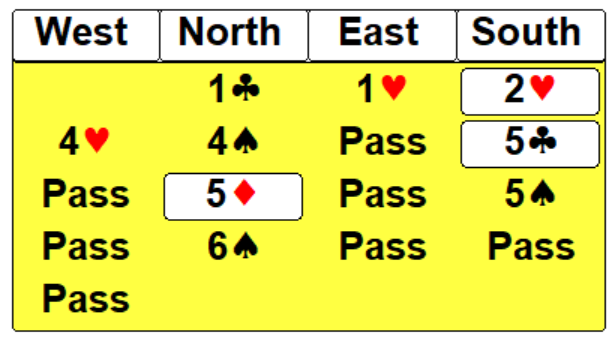 West North East South
1♣ 1♥ 2♥
4♥ 4♠ Pass 5♣
Pass 5♦ Pass 5♠
Pass 6♠ Pass Pass
Pass